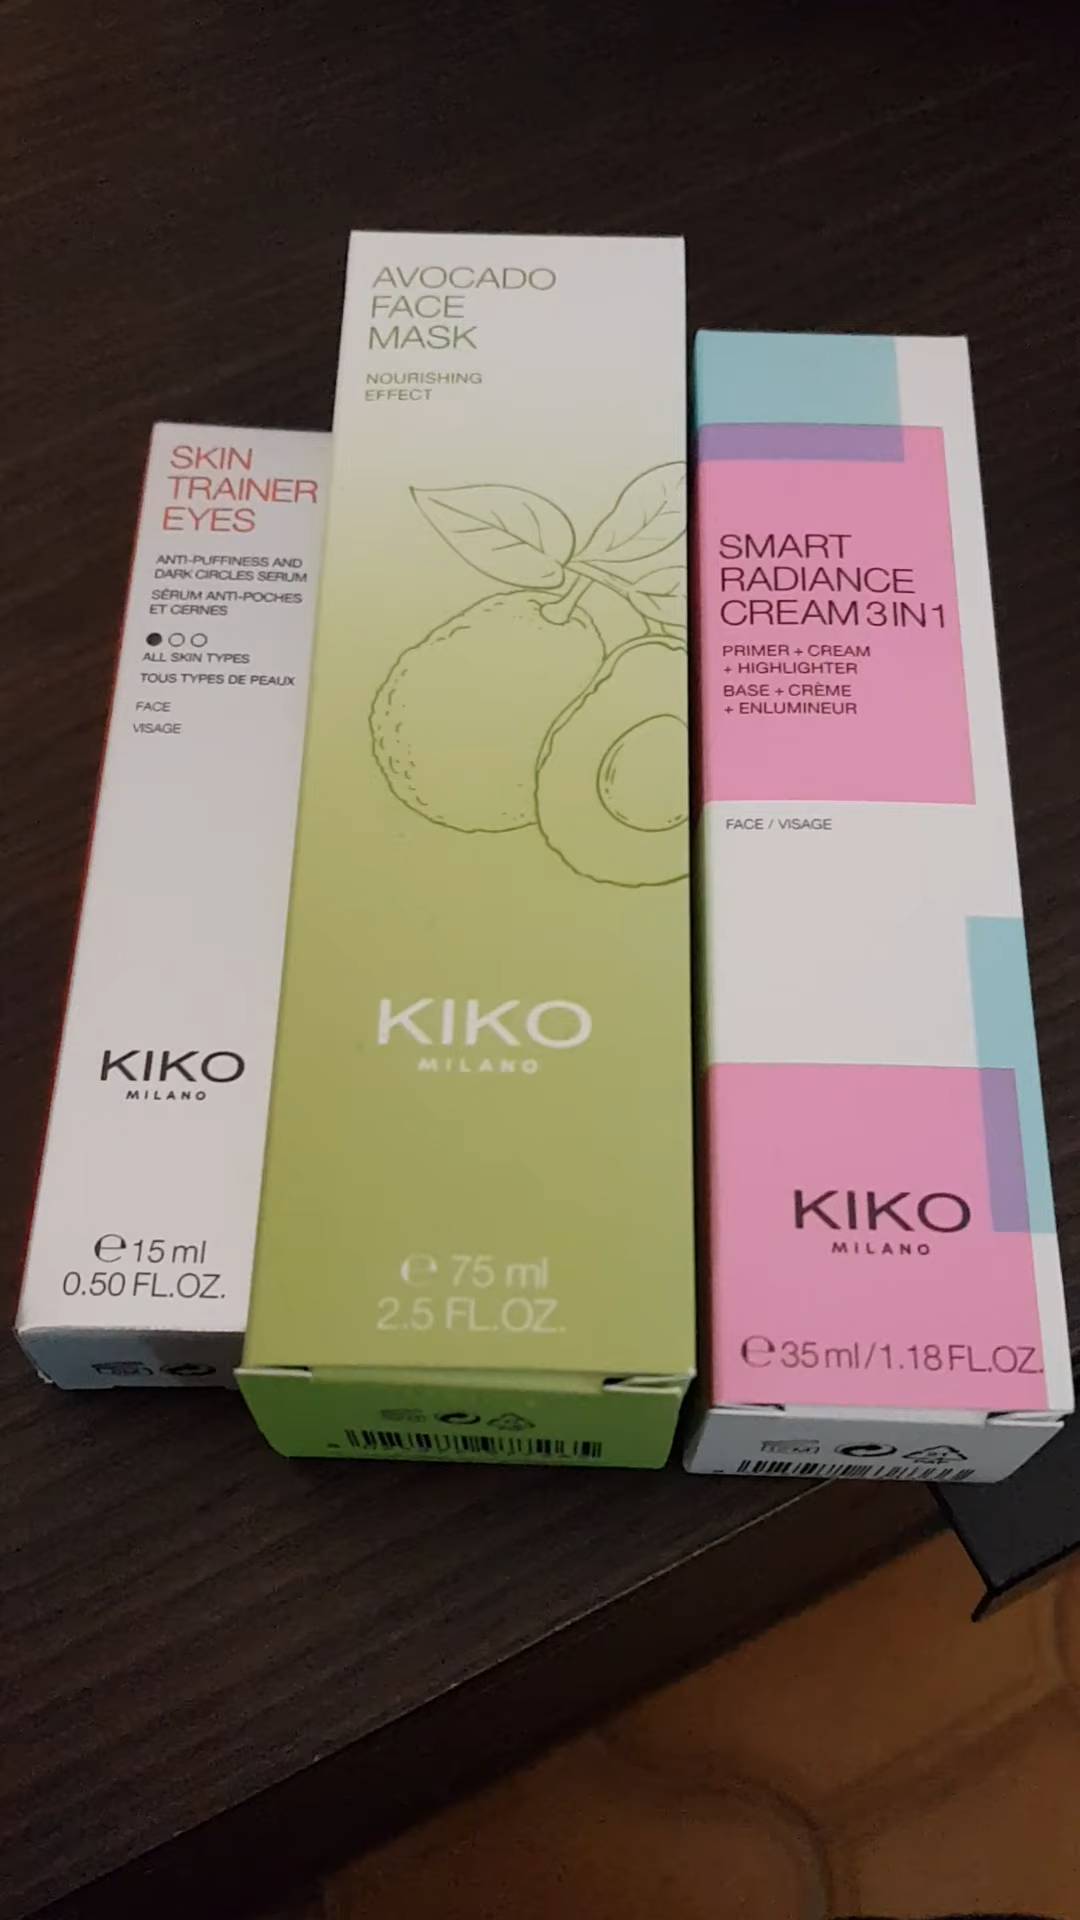 SKIN
TRAINER
EYES
ANTI-PUFFINESS AND
DARK CIRCLES SERUM
SÉRUM ANTI-POCHES
ET CERNES
ALL SKIN TYPES
TOUS TYPES DE PEAUX
FACE
VISAGE
KIKO
MILANO
e 15 ml
0.50 FL.OZ.
AVOCADO
FACE
MASK
NOURISHING
EFFECT
KIKO
MILANO
e 75 ml
2.5 FL.OZ.
SMART
RADIANCE
CREAM 3 IN 1
PRIMER + CREAM
+ HIGHLIGHTER
BASE + CRÈME
+ ENLUMINEUR
FACE / VISAGE
KIKO
MILANO
e 35 ml / 1.18 FL.OZ.
12M